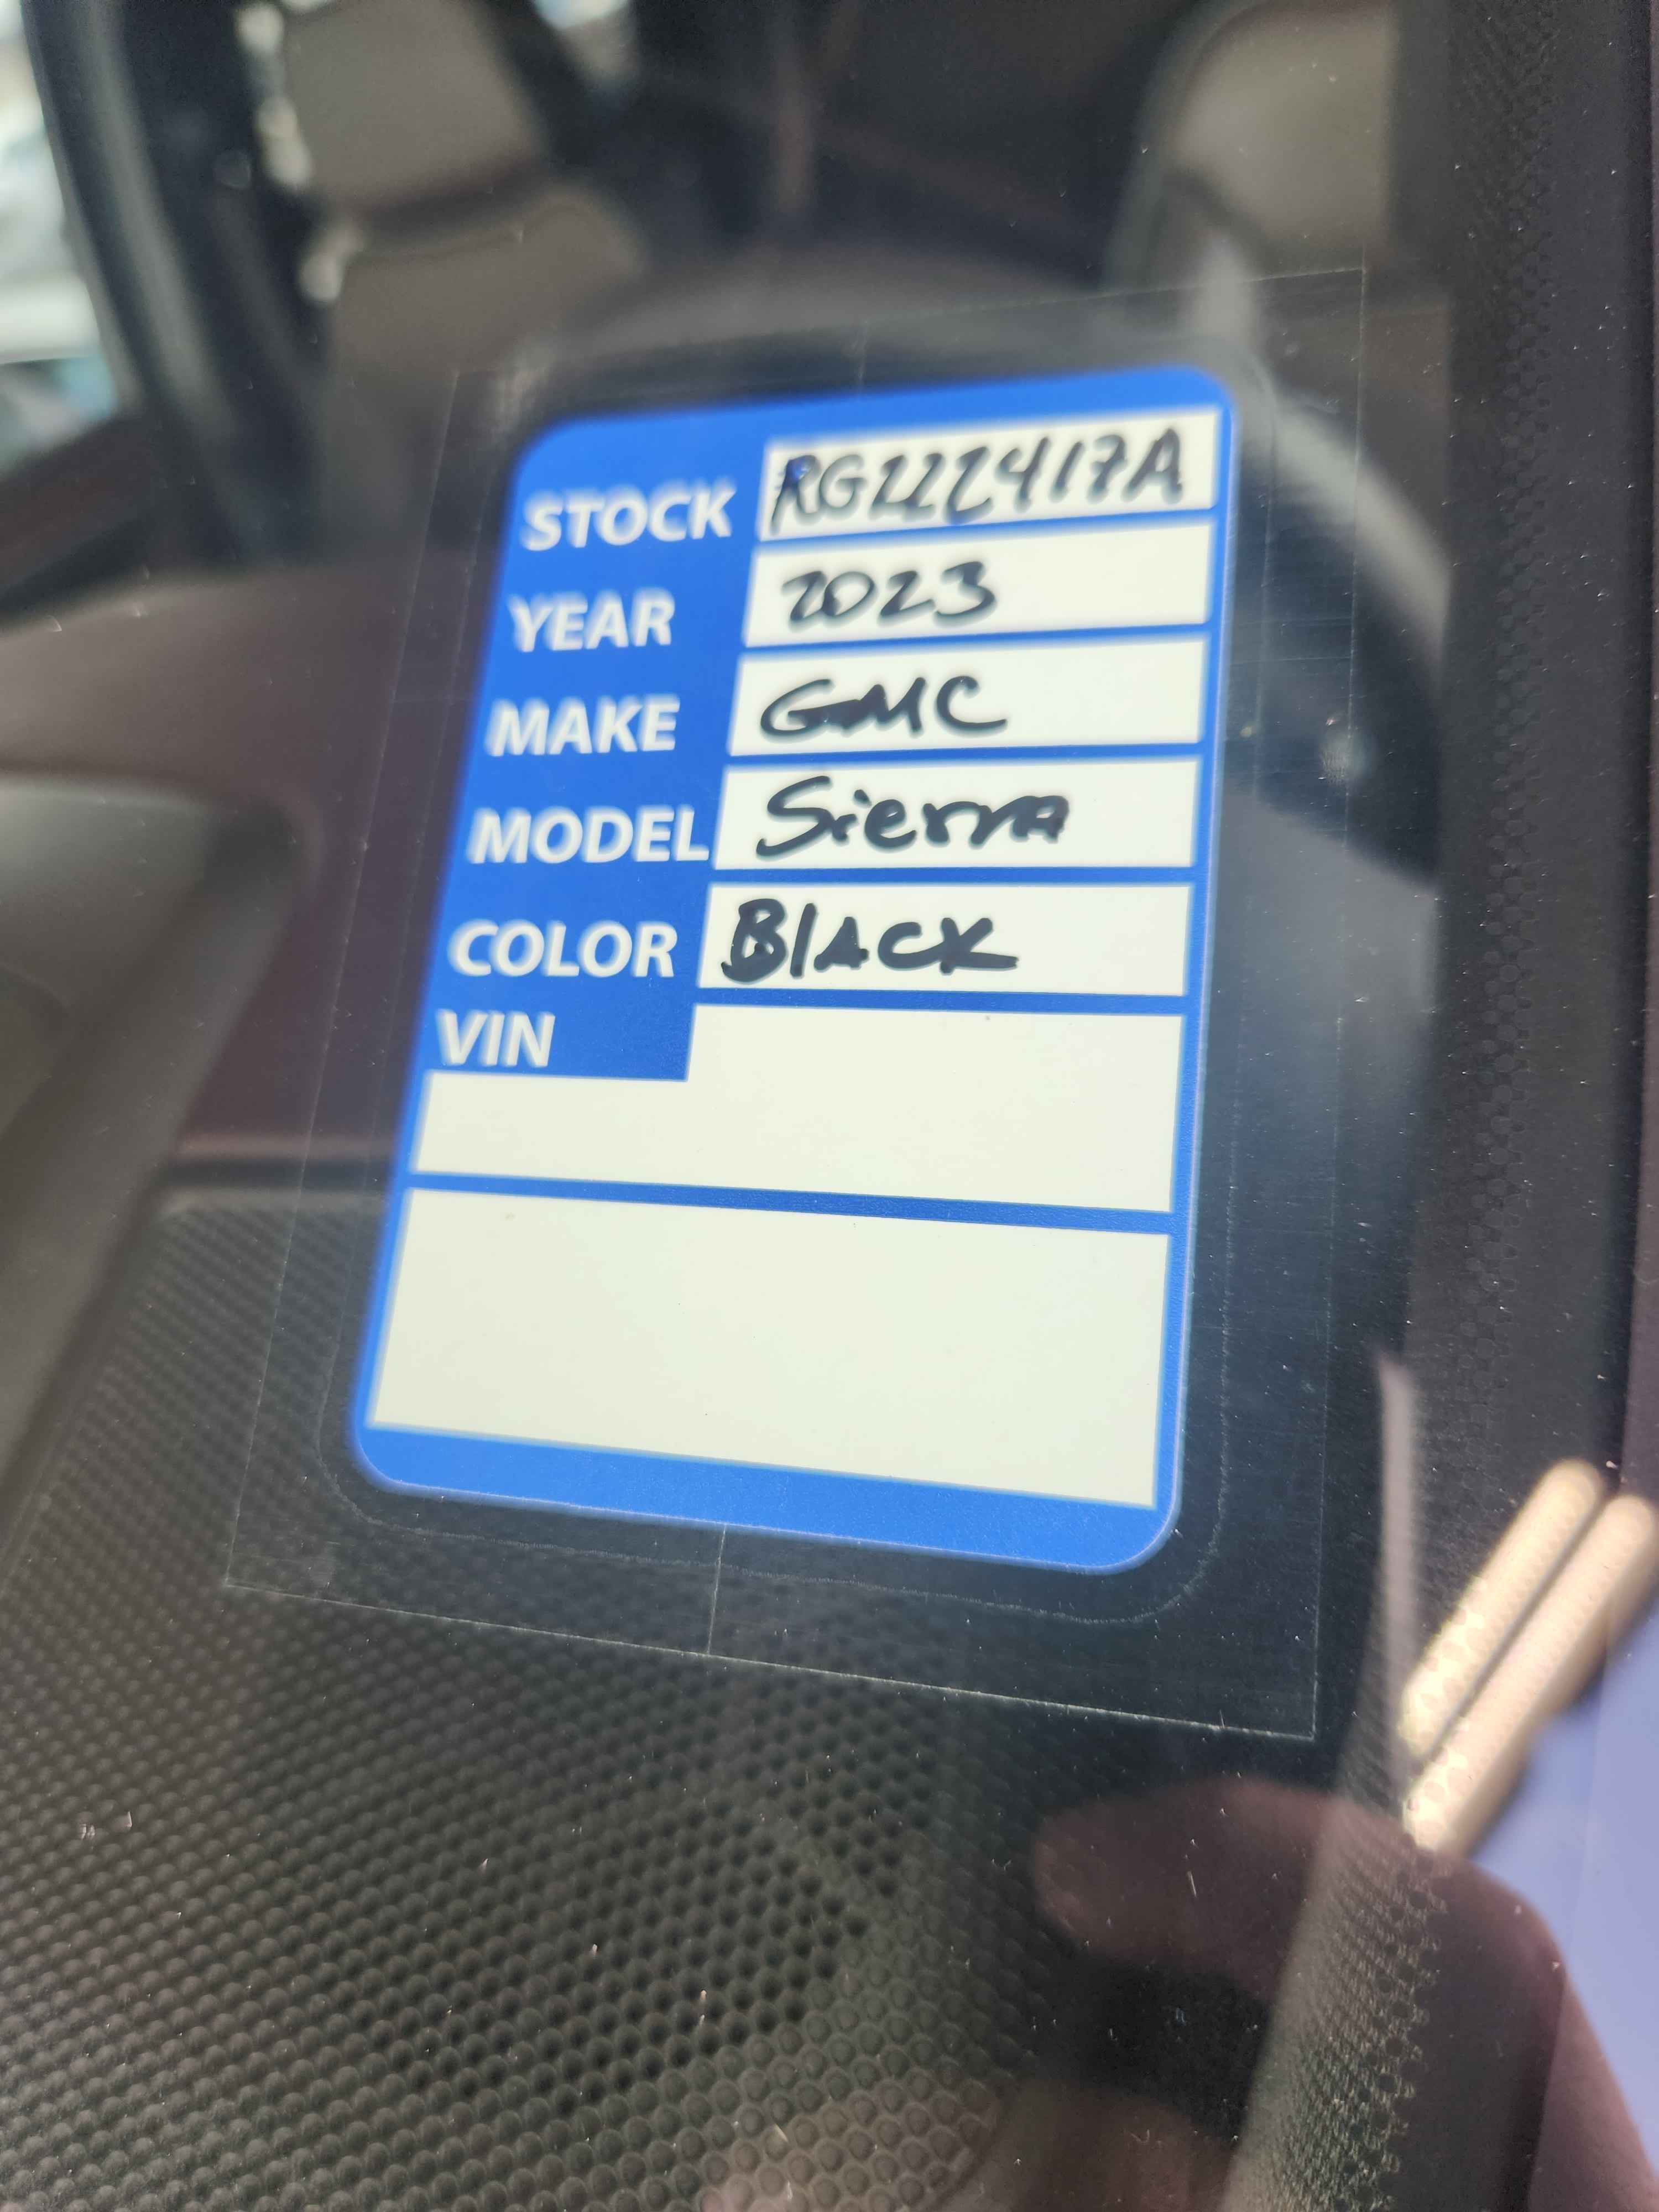 STOCK RG222417A
YEAR 2023
MAKE GMC
MODEL Sierra
COLOR BlACK
VIN